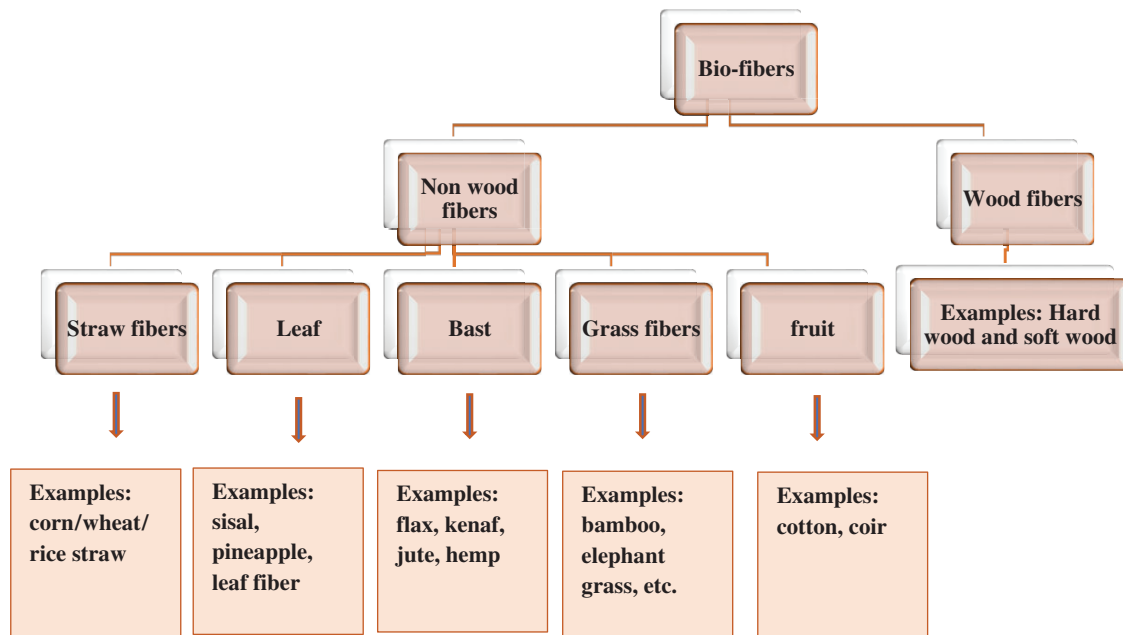 Bio-fibers
Non wood
fibers
Wood fibers
Straw fibers
Leaf
Bast
Grass fibers
fruit
Examples: Hard
wood and soft wood
Examples:
corn/wheat/
rice straw
Examples:
sisal,
pineapple,
leaf fiber
Examples:
flax, kenaf,
jute, hemp
Examples:
bamboo,
elephant
grass, etc.
Examples:
cotton, coir